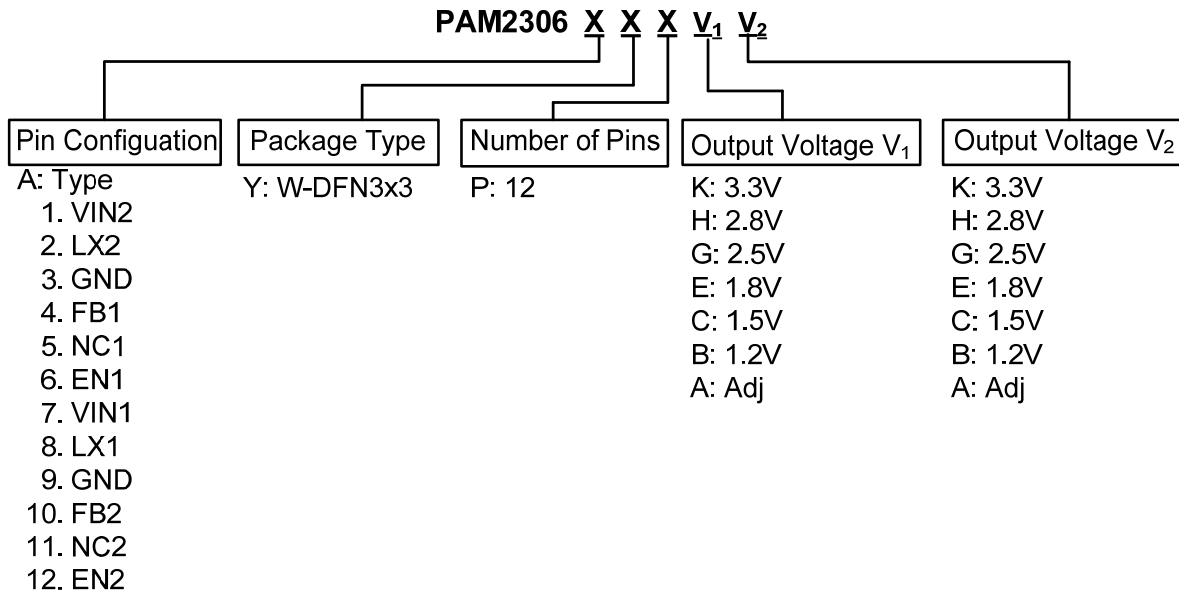 PAM2306 X X X V₁ V₂
Pin Configuation
A: Type
1. VIN2
2. LX2
3. GND
4. FB1
5. NC1
6. EN1
7. VIN1
8. LX1
9. GND
10. FB2
11. NC2
12. EN2
Package Type
Y: W-DFN3x3
Number of Pins
P: 12
Output Voltage V₁
K: 3.3V
H: 2.8V
G: 2.5V
E: 1.8V
C: 1.5V
B: 1.2V
A: Adj
Output Voltage V₂
K: 3.3V
H: 2.8V
G: 2.5V
E: 1.8V
C: 1.5V
B: 1.2V
A: Adj